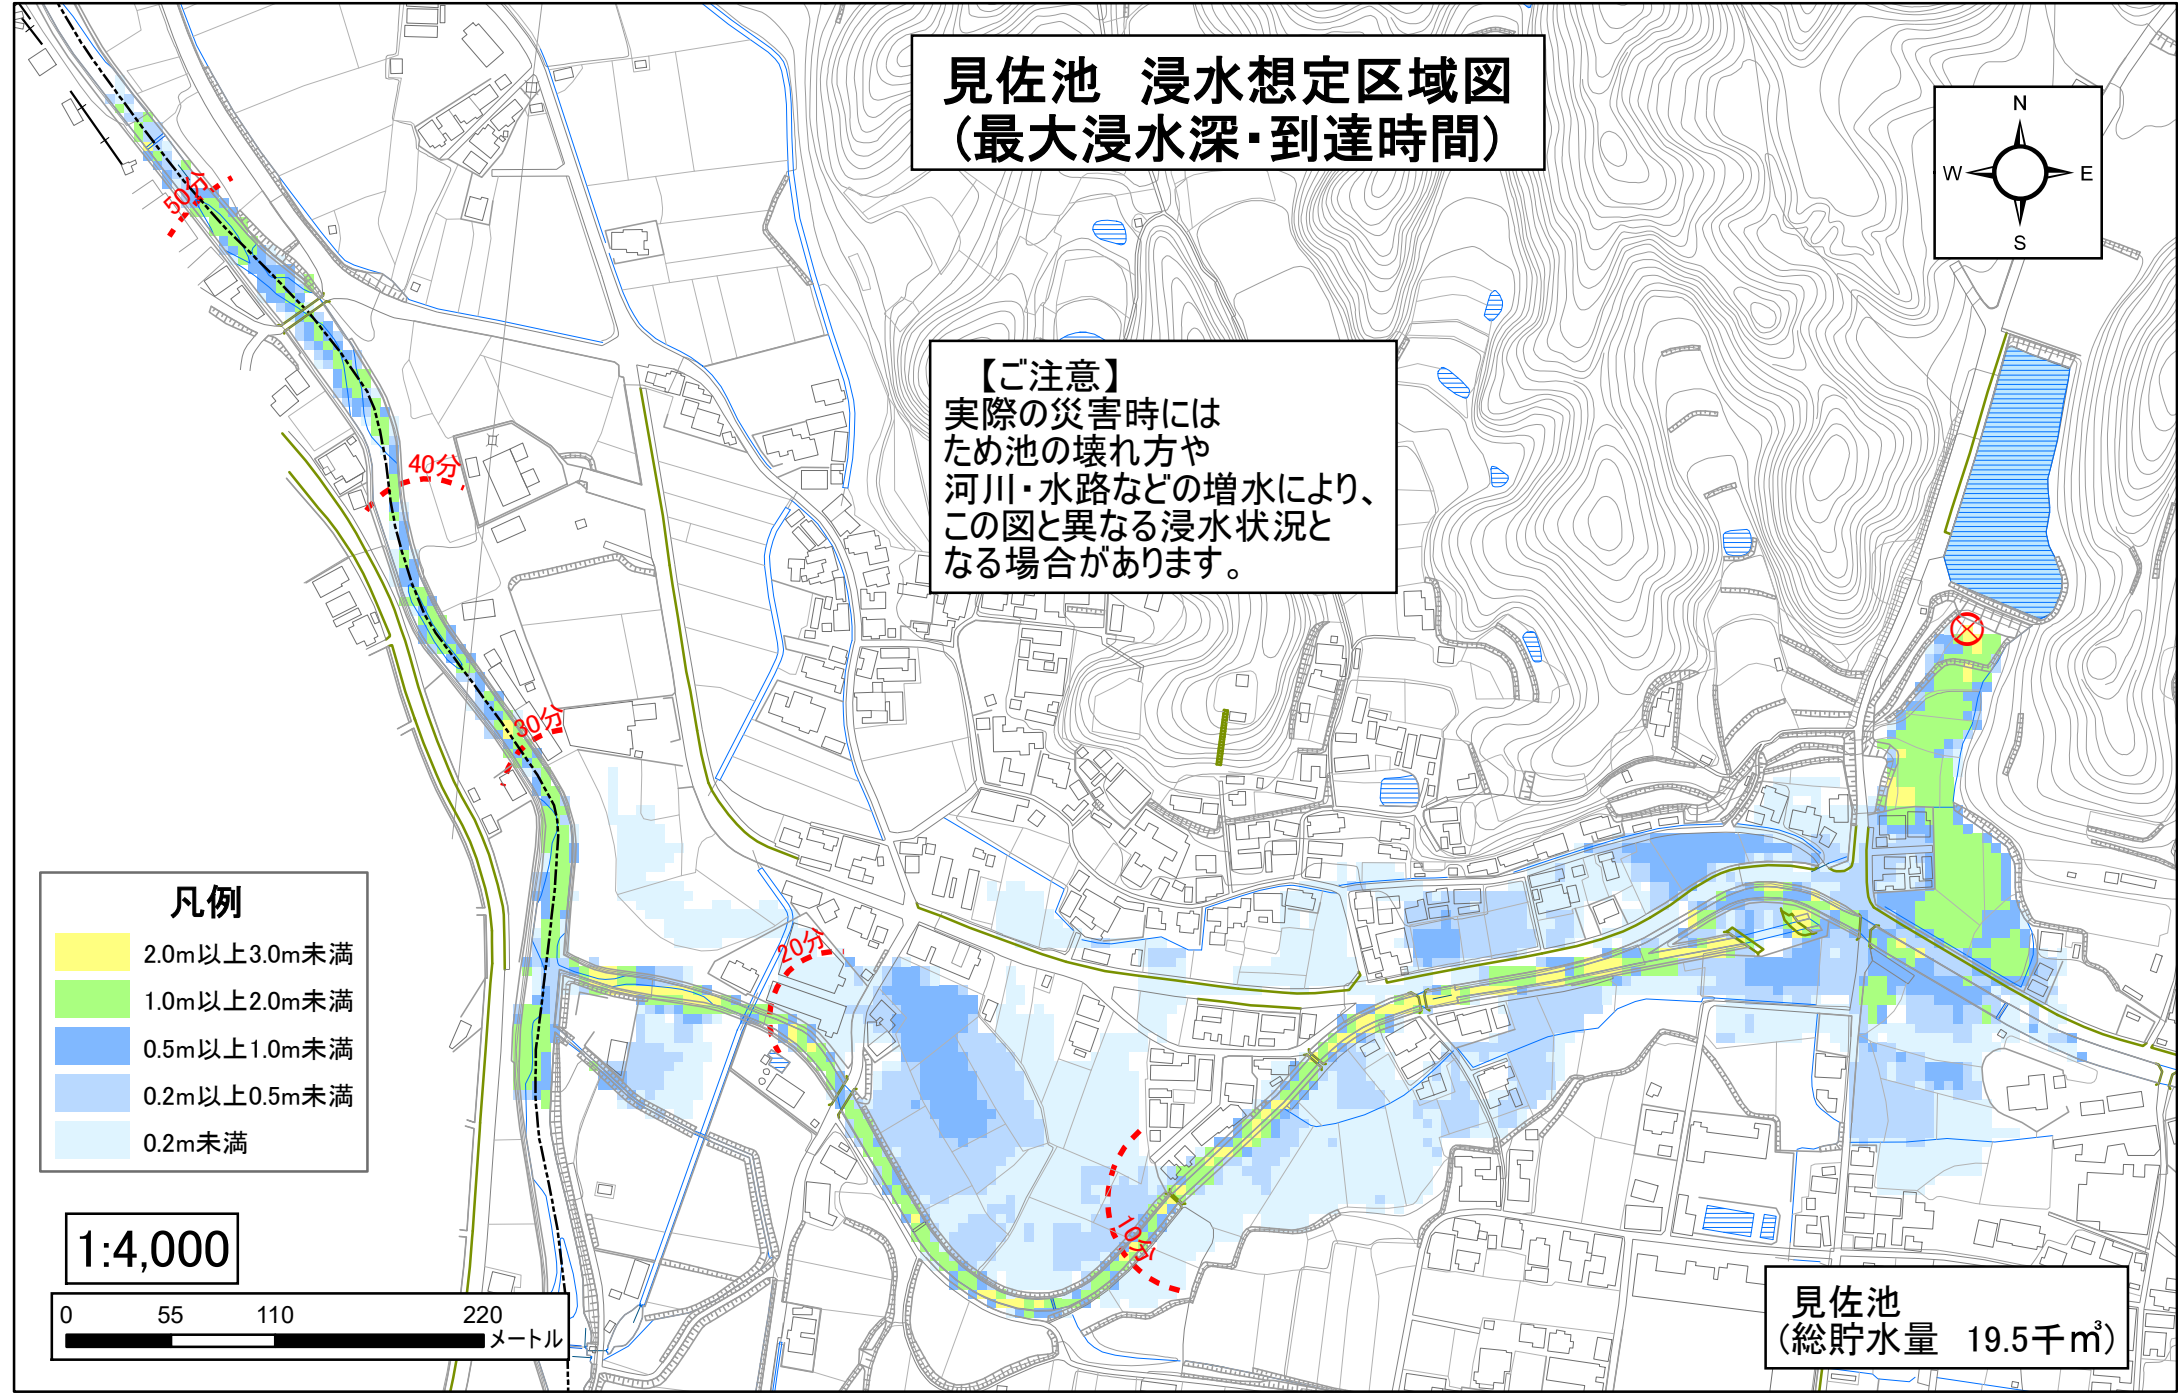 見佐池　浸水想定区域図
（最大浸水深・到達時間）
N
W
E
S
【ご注意】
実際の災害時には
ため池の壊れ方や
河川・水路などの増水により、
この図と異なる浸水状況と
なる場合があります。
50分
40分
30分
20分
10分
凡例
2.0m以上3.0m未満
1.0m以上2.0m未満
0.5m以上1.0m未満
0.2m以上0.5m未満
0.2m未満
1:4,000
0 55 110 220
メートル
見佐池
（総貯水量　19.5千㎥）